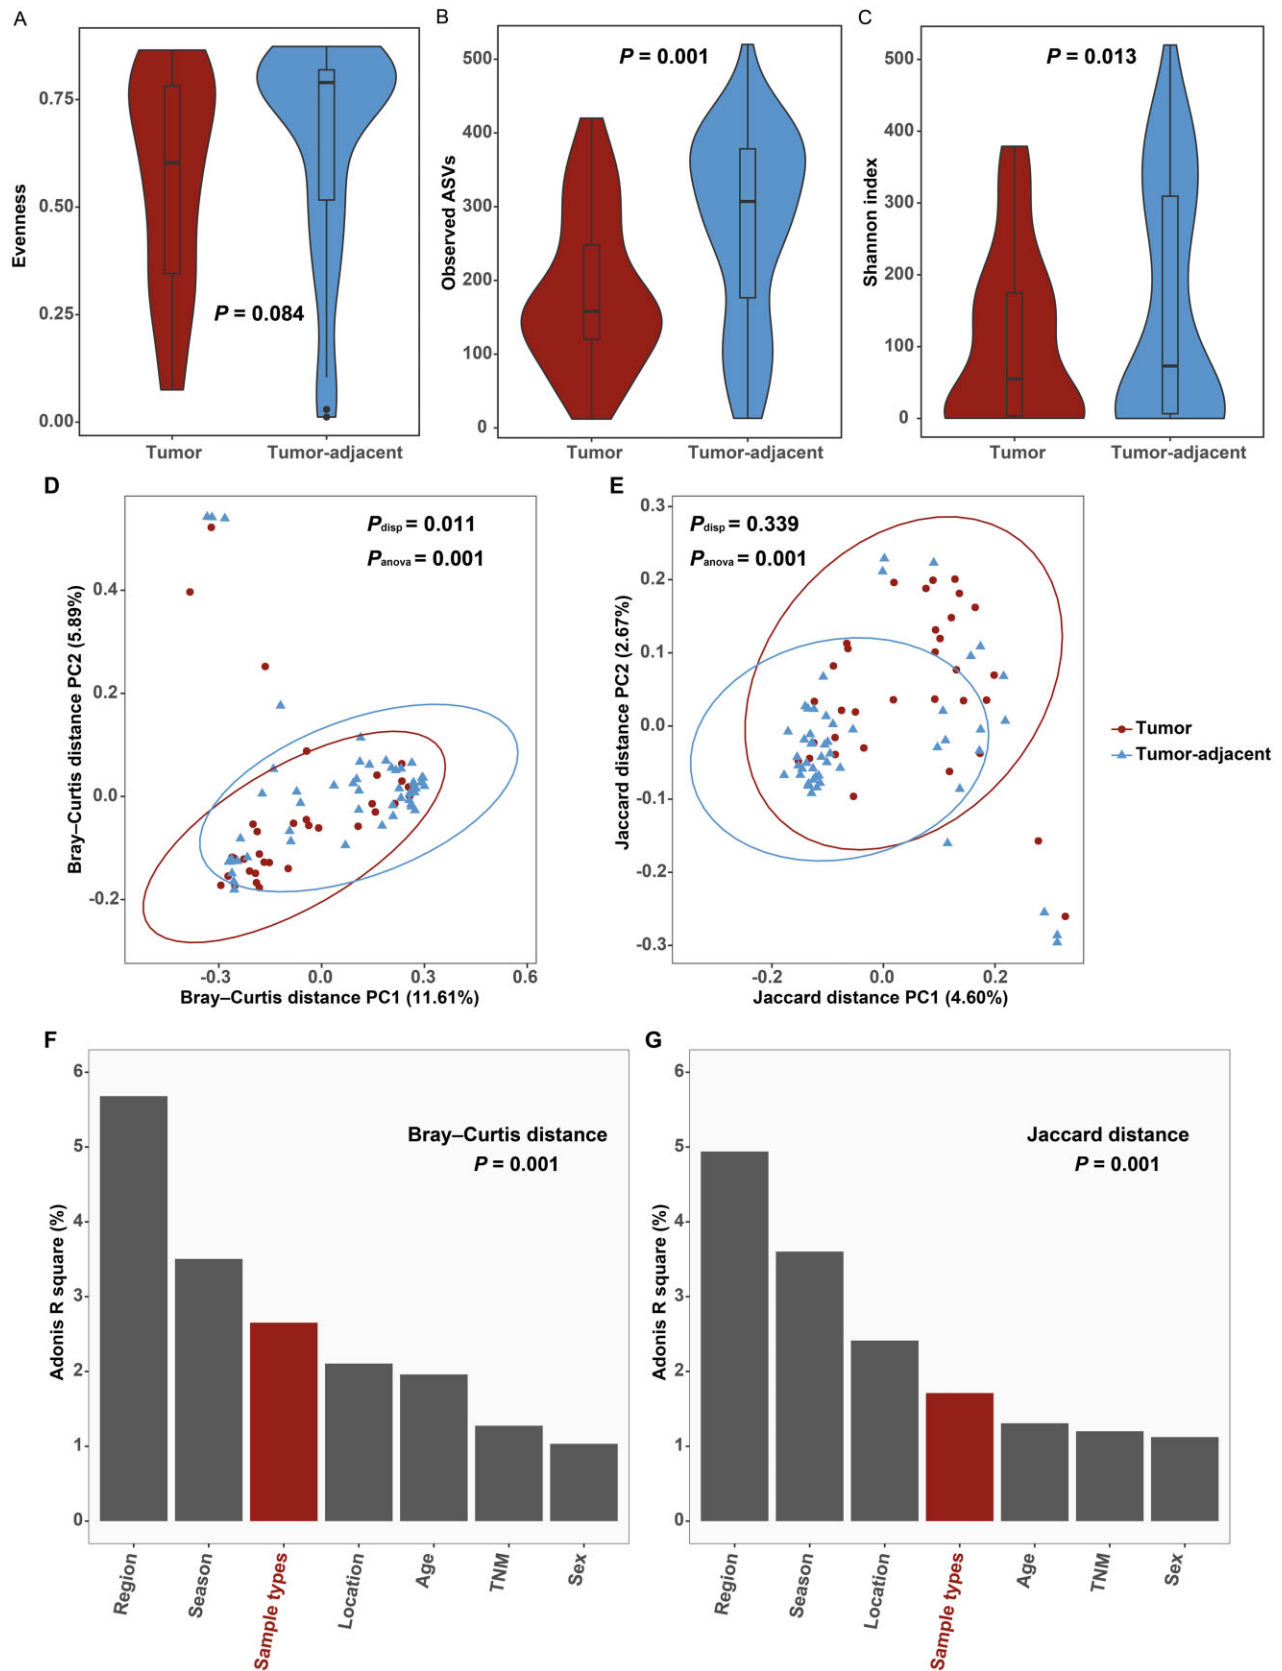 A
Evenness
0.75
0.50
0.25
0.00
P = 0.084
Tumor
Tumor-adjacent
B
Observed ASVs
500
400
300
200
100
0
P = 0.001
Tumor
Tumor-adjacent
C
Shannon index
500
400
300
200
100
0
P = 0.013
Tumor
Tumor-adjacent
D
Bray–Curtis distance PC2 (5.89%)
0.4
0.2
0.0
-0.2
Pdisp = 0.011
Panova = 0.001
-0.3
0.0
0.3
0.6
Bray–Curtis distance PC1 (11.61%)
E
Jaccard distance PC2 (2.67%)
0.3
0.2
0.1
0.0
-0.1
-0.2
-0.3
Pdisp = 0.339
Panova = 0.001
-0.2
0.0
0.2
Jaccard distance PC1 (4.60%)
Tumor
Tumor-adjacent
F
Adonis R square (%)
6
5
4
3
2
1
0
Bray–Curtis distance
P = 0.001
Region
Season
Sample types
Location
Age
TNM
Sex
G
Adonis R square (%)
6
5
4
3
2
1
0
Jaccard distance
P = 0.001
Region
Season
Location
Sample types
Age
TNM
Sex